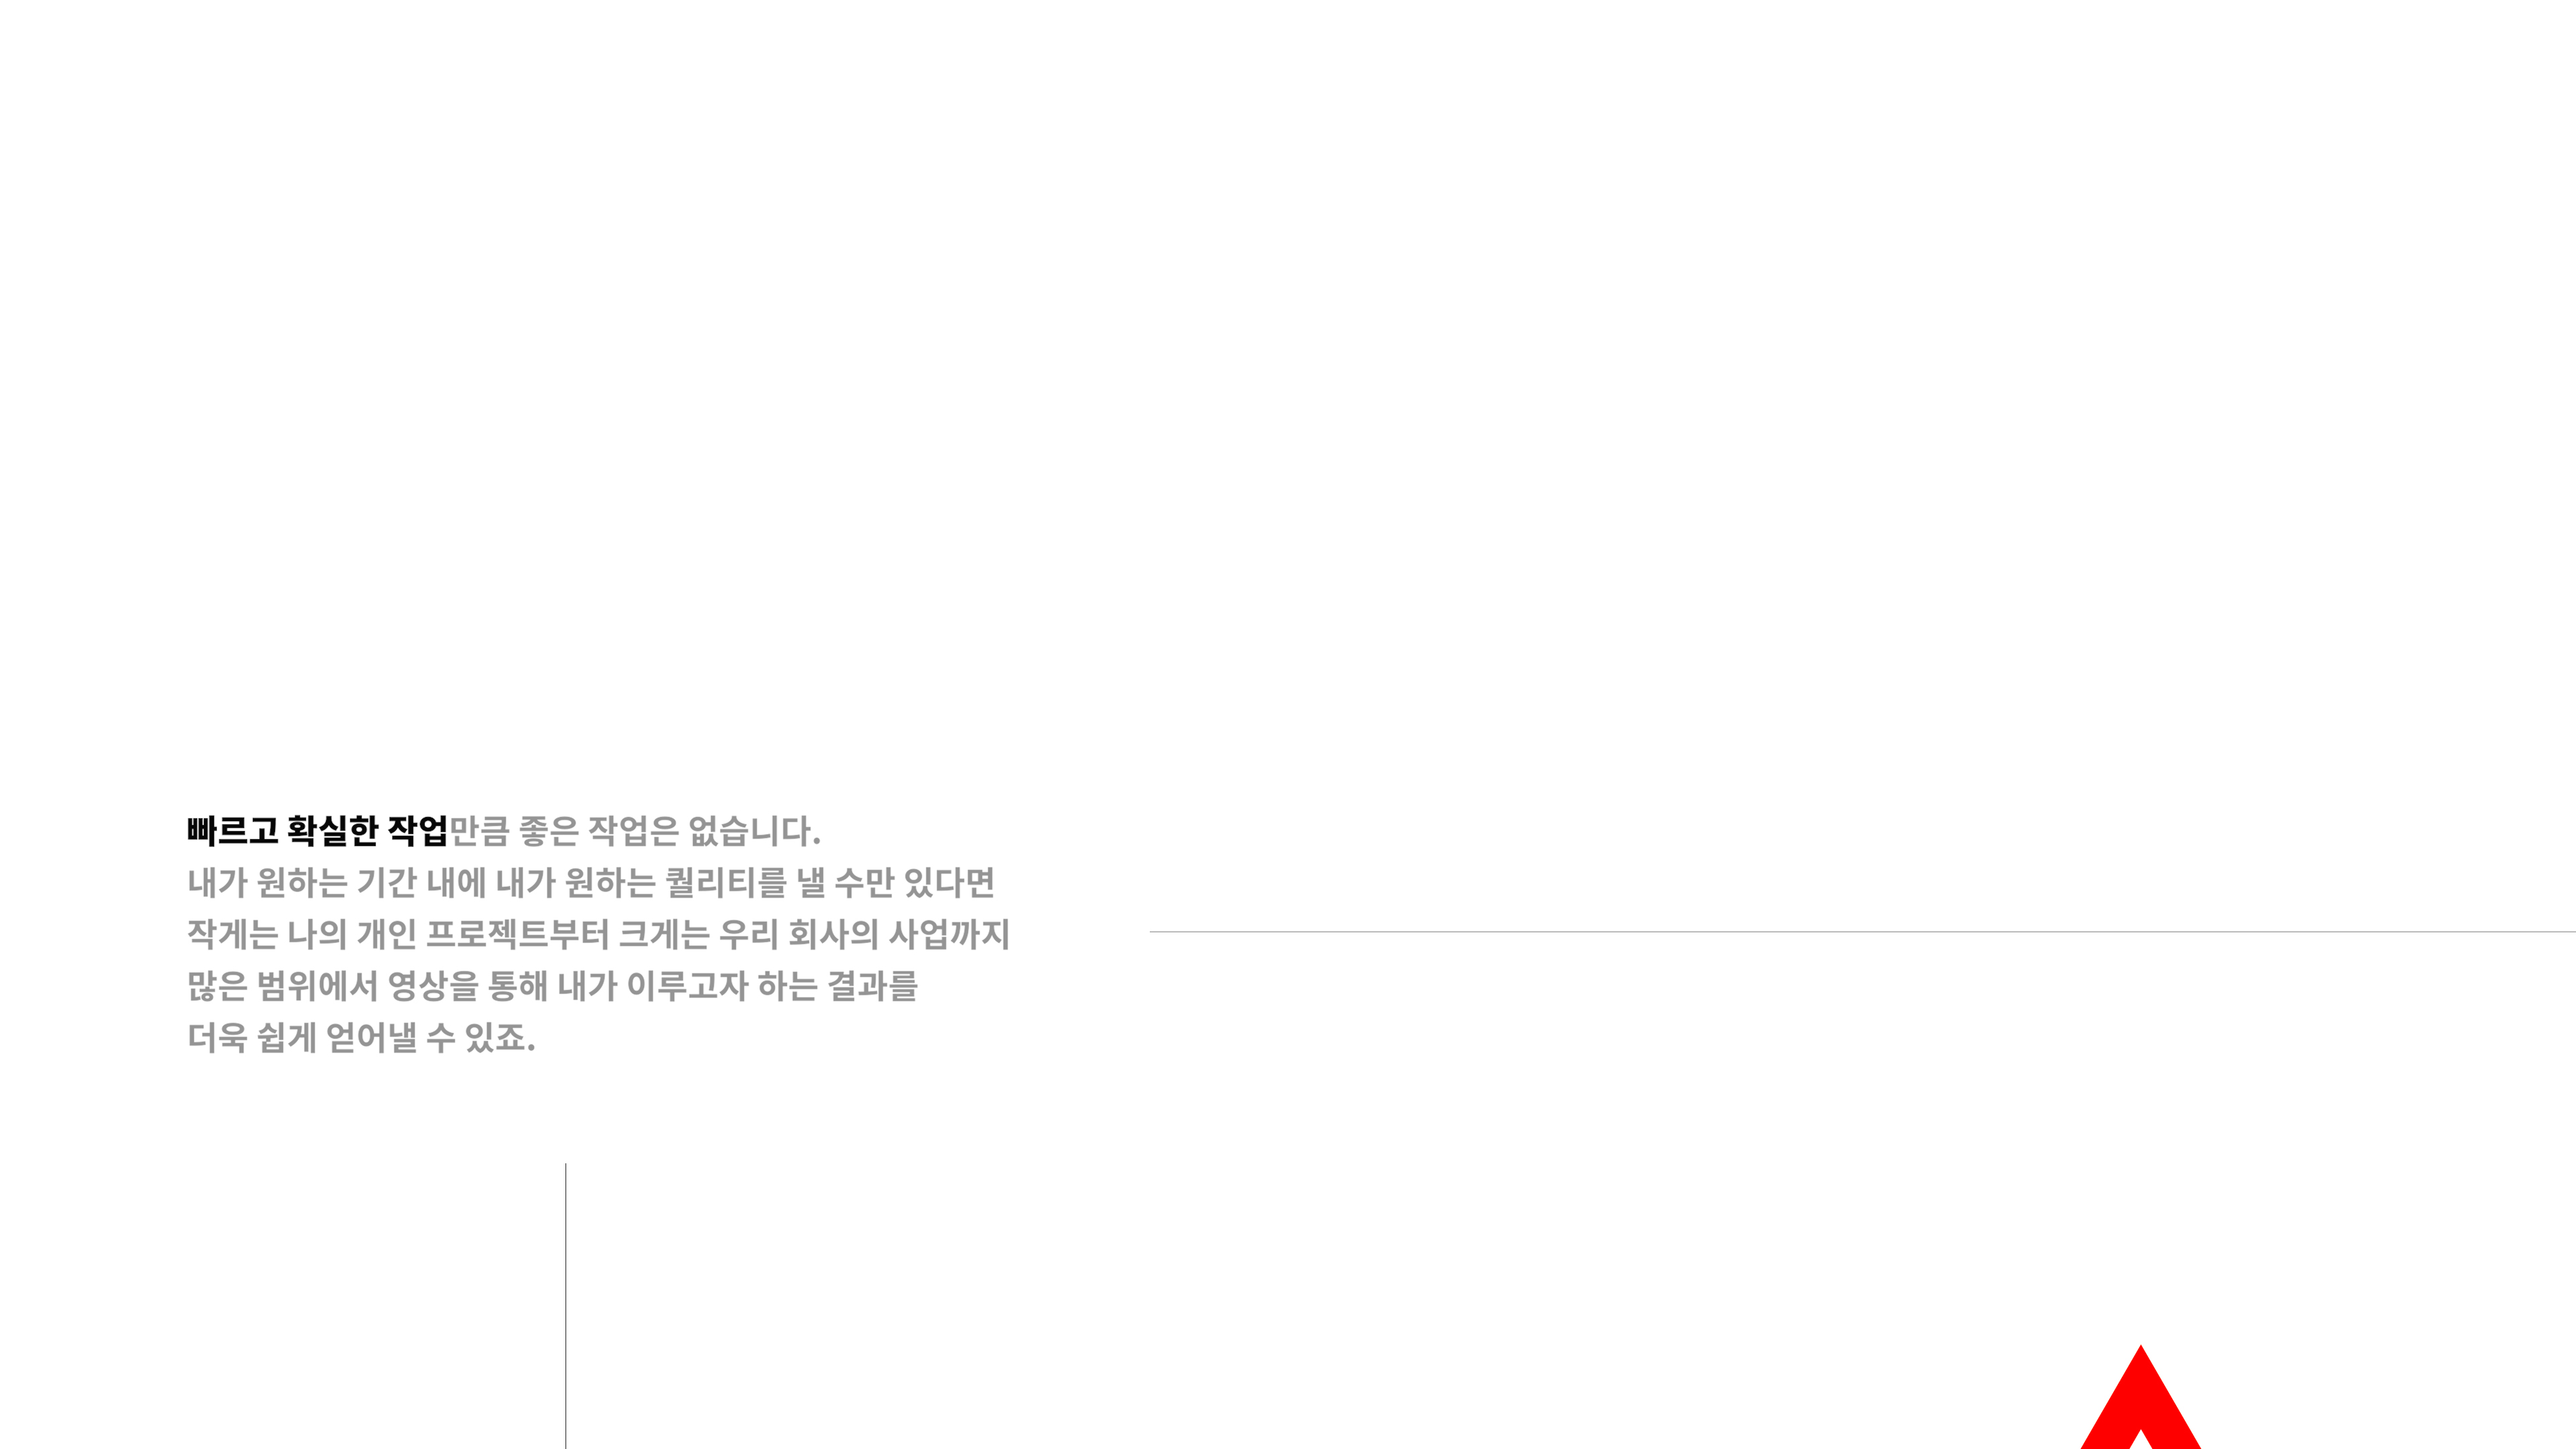 빠르고 확실한 작업만큼 좋은 작업은 없습니다.
내가 원하는 기간 내에 내가 원하는 퀄리티를 낼 수만 있다면
작게는 나의 개인 프로젝트부터 크게는 우리 회사의 사업까지
많은 범위에서 영상을 통해 내가 이루고자 하는 결과를
더욱 쉽게 얻어낼 수 있죠.